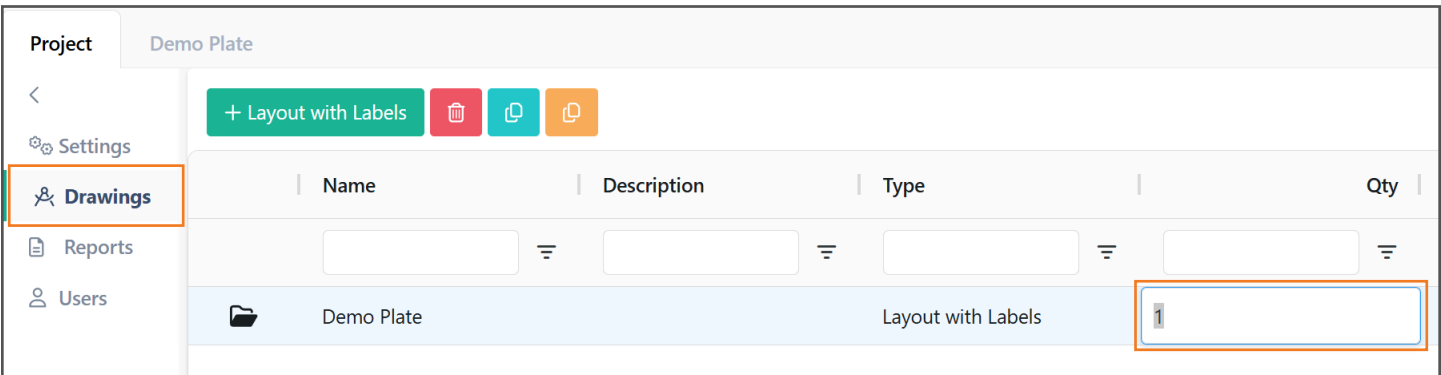 Project Demo Plate
Settings
Drawings
Reports
Users
+ Layout with Labels
Name Description Type Qty
Demo Plate Layout with Labels 1